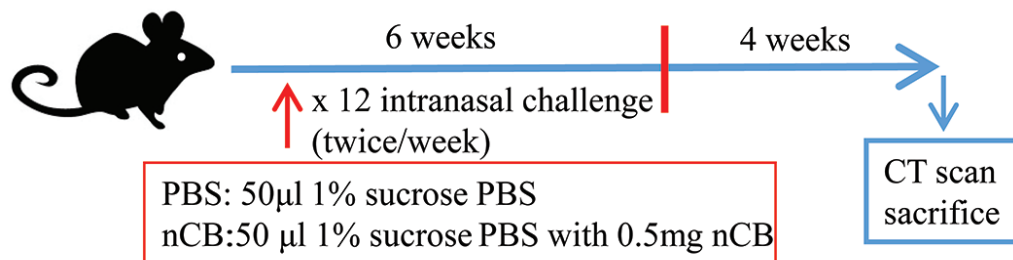 6 weeks
4 weeks
x 12 intranasal challenge
(twice/week)
PBS: 50μl 1% sucrose PBS
nCB:50 μl 1% sucrose PBS with 0.5mg nCB
CT scan
sacrifice